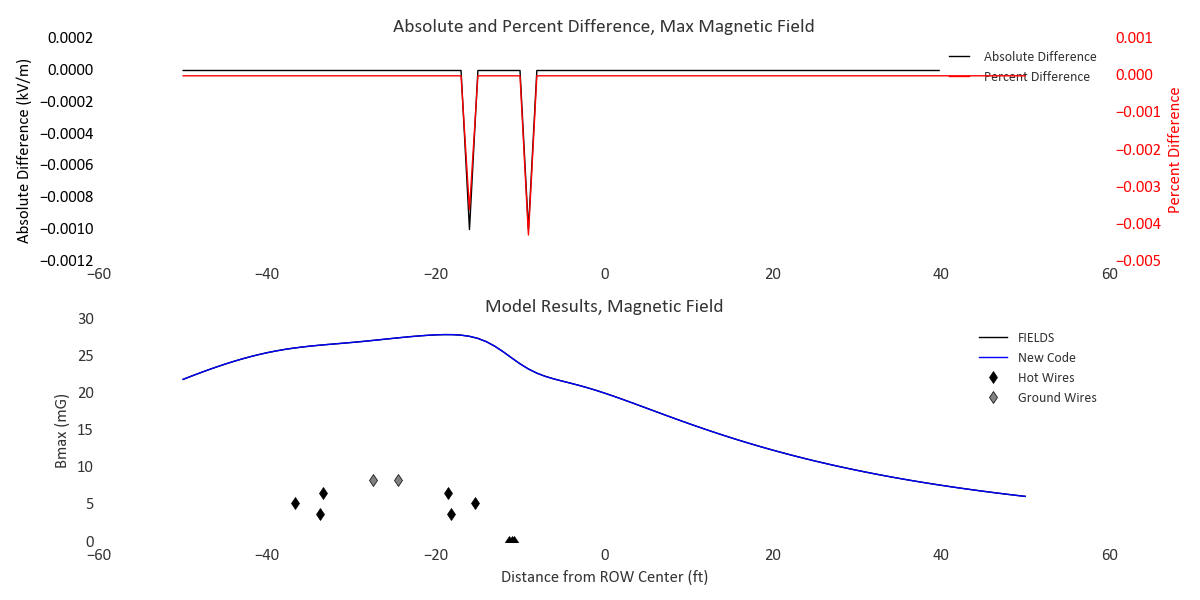 Absolute and Percent Difference, Max Magnetic Field
Absolute Difference (kV/m)
0.0002
0.0000
−0.0002
−0.0004
−0.0006
−0.0008
−0.0010
−0.0012
0.001
0.000
−0.001
−0.002
−0.003
−0.004
−0.005
Percent Difference
Absolute Difference
Percent Difference
−60 −40 −20 0 20 40 60
Model Results, Magnetic Field
Bmax (mG)
30
25
20
15
10
5
0
FIELDS
New Code
Hot Wires
Ground Wires
−60 −40 −20 0 20 40 60
Distance from ROW Center (ft)